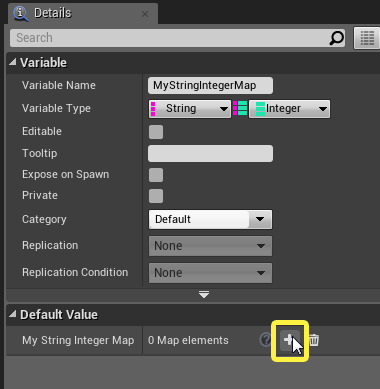 Details
Search
Variable
Variable Name MyStringIntegerMap
Variable Type String Integer
Editable
Tooltip
Expose on Spawn
Private
Category Default
Replication None
Replication Condition None
Default Value
My String Integer Map 0 Map elements